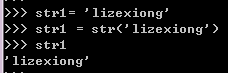 >>> str1= 'lizexiong'
>>> str1 = str('lizexiong')
>>> str1
'lizexiong'